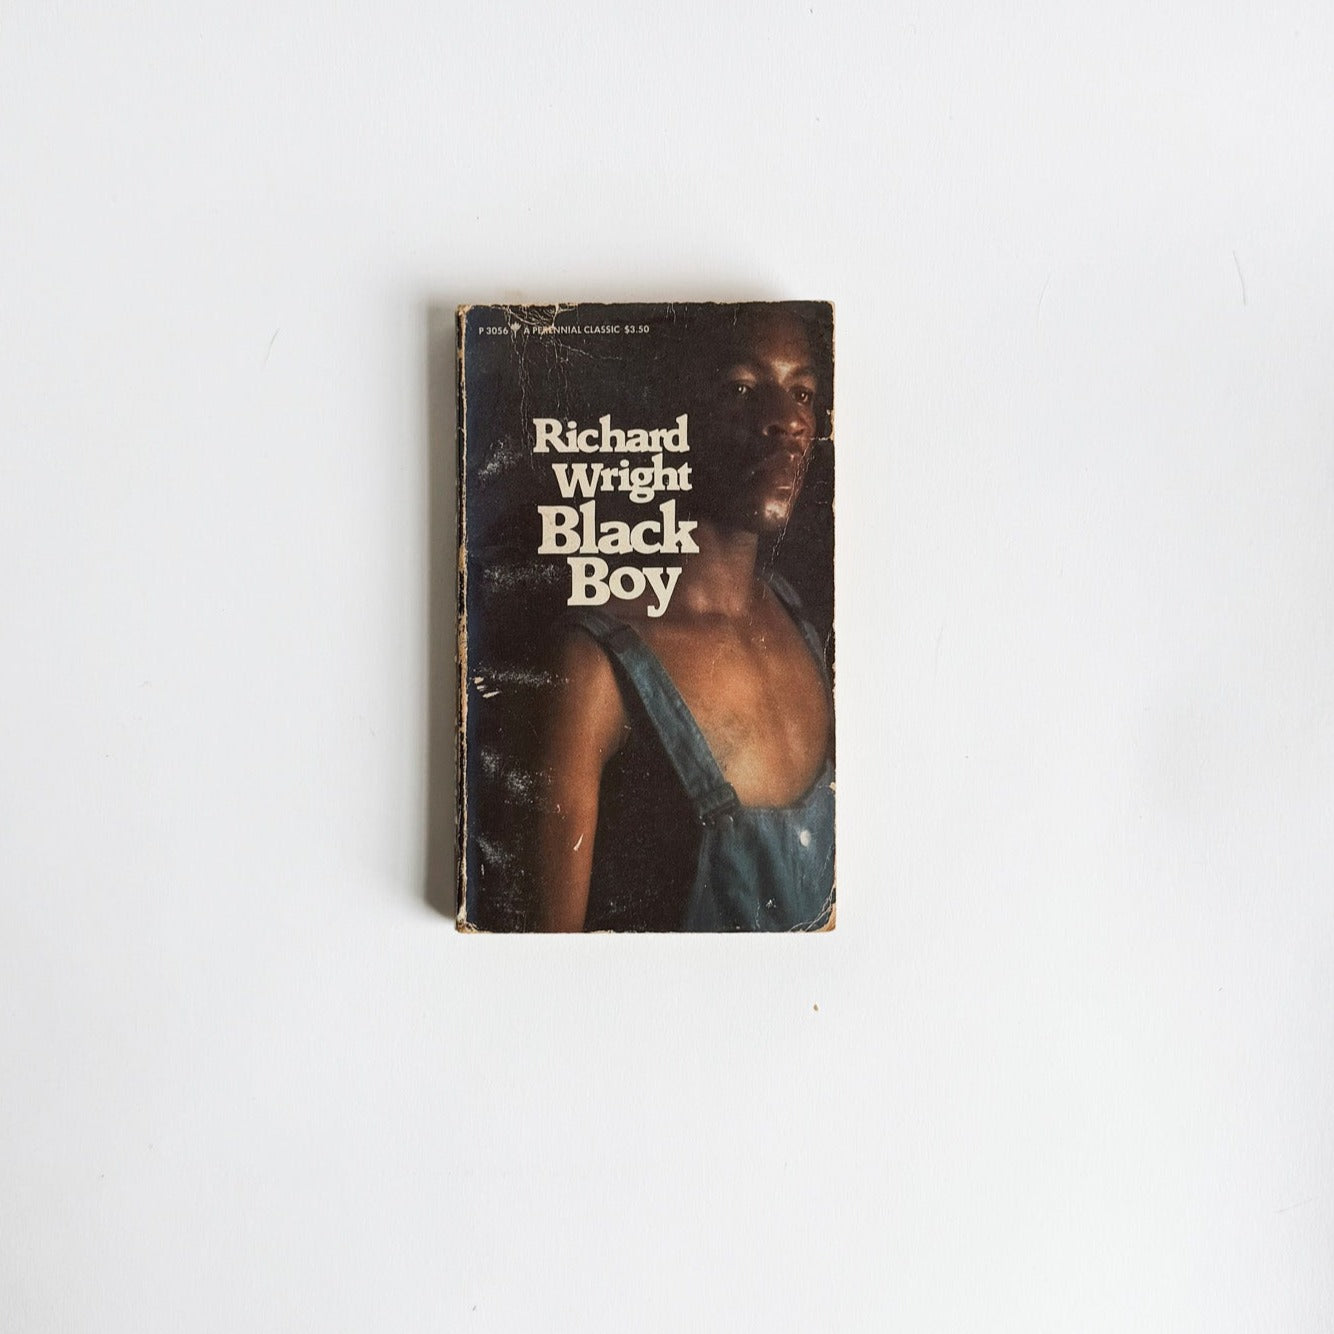 P 3056 A PERENNIAL CLASSIC $3.50
Richard
Wright
Black
Boy